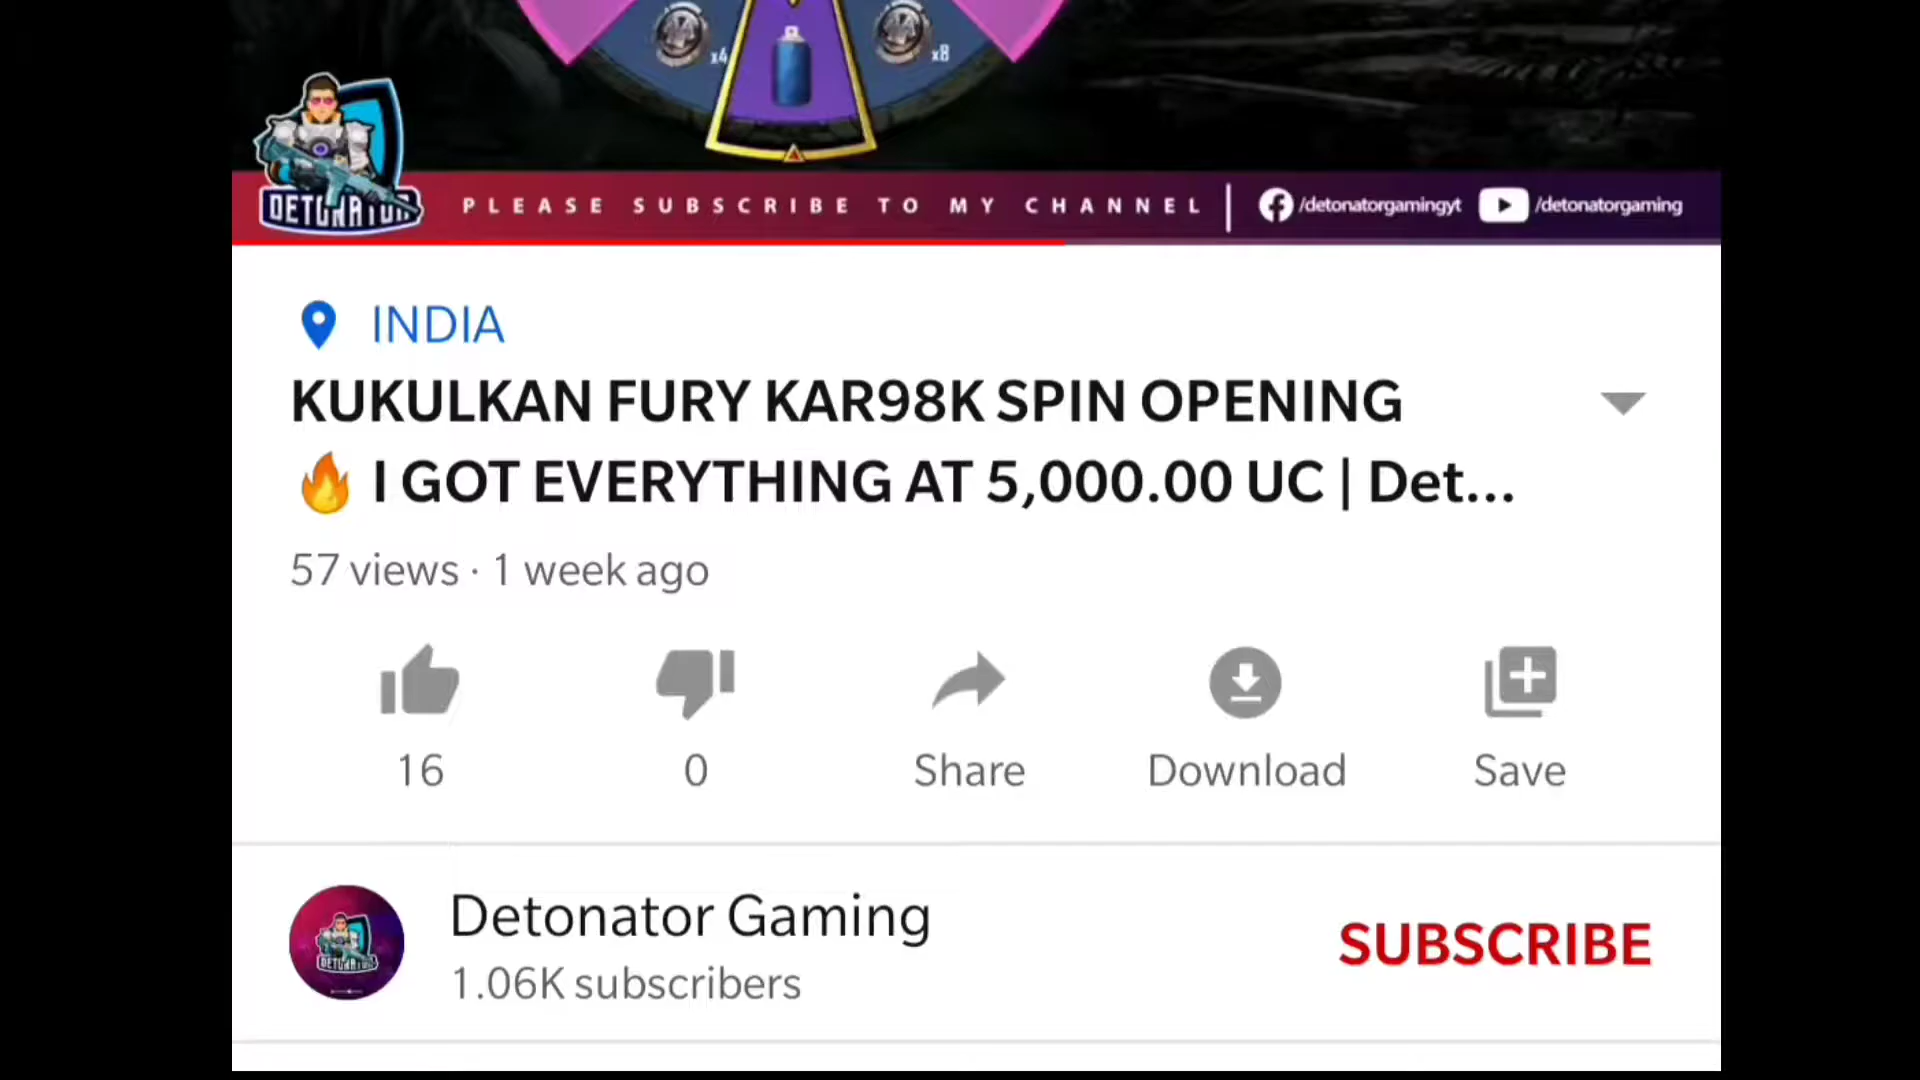 x4
x8
DETONATOR
PLEASE SUBSCRIBE TO MY CHANNEL
/detonatorgamingyt
/detonatorgaming
INDIA
KUKULKAN FURY KAR98K SPIN OPENING
🔥 I GOT EVERYTHING AT 5,000.00 UC | Det...
57 views · 1 week ago
16
0
Share
Download
Save
DETONATOR
Detonator Gaming
1.06K subscribers
SUBSCRIBE